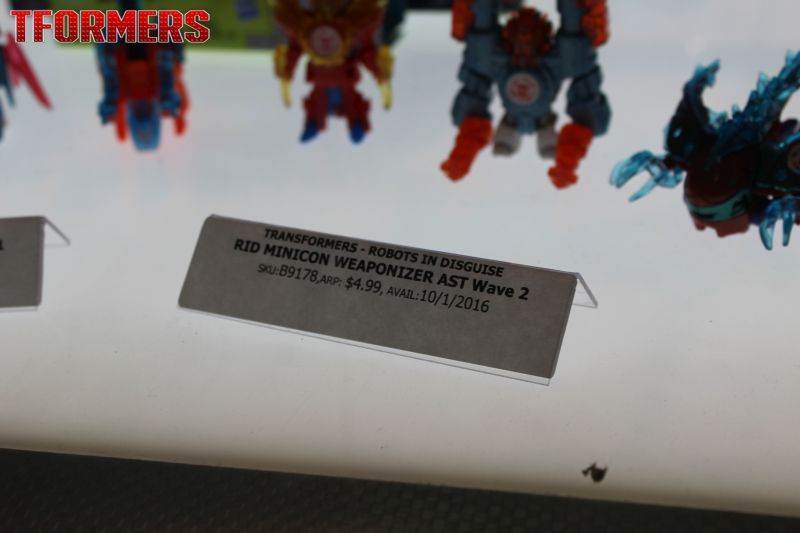 TFORMERS
TRANSFORMERS - ROBOTS IN DISGUISE
RID MINICON WEAPONIZER AST Wave 2
SKU:B9178,ARP: $4.99, AVAIL:10/1/2016